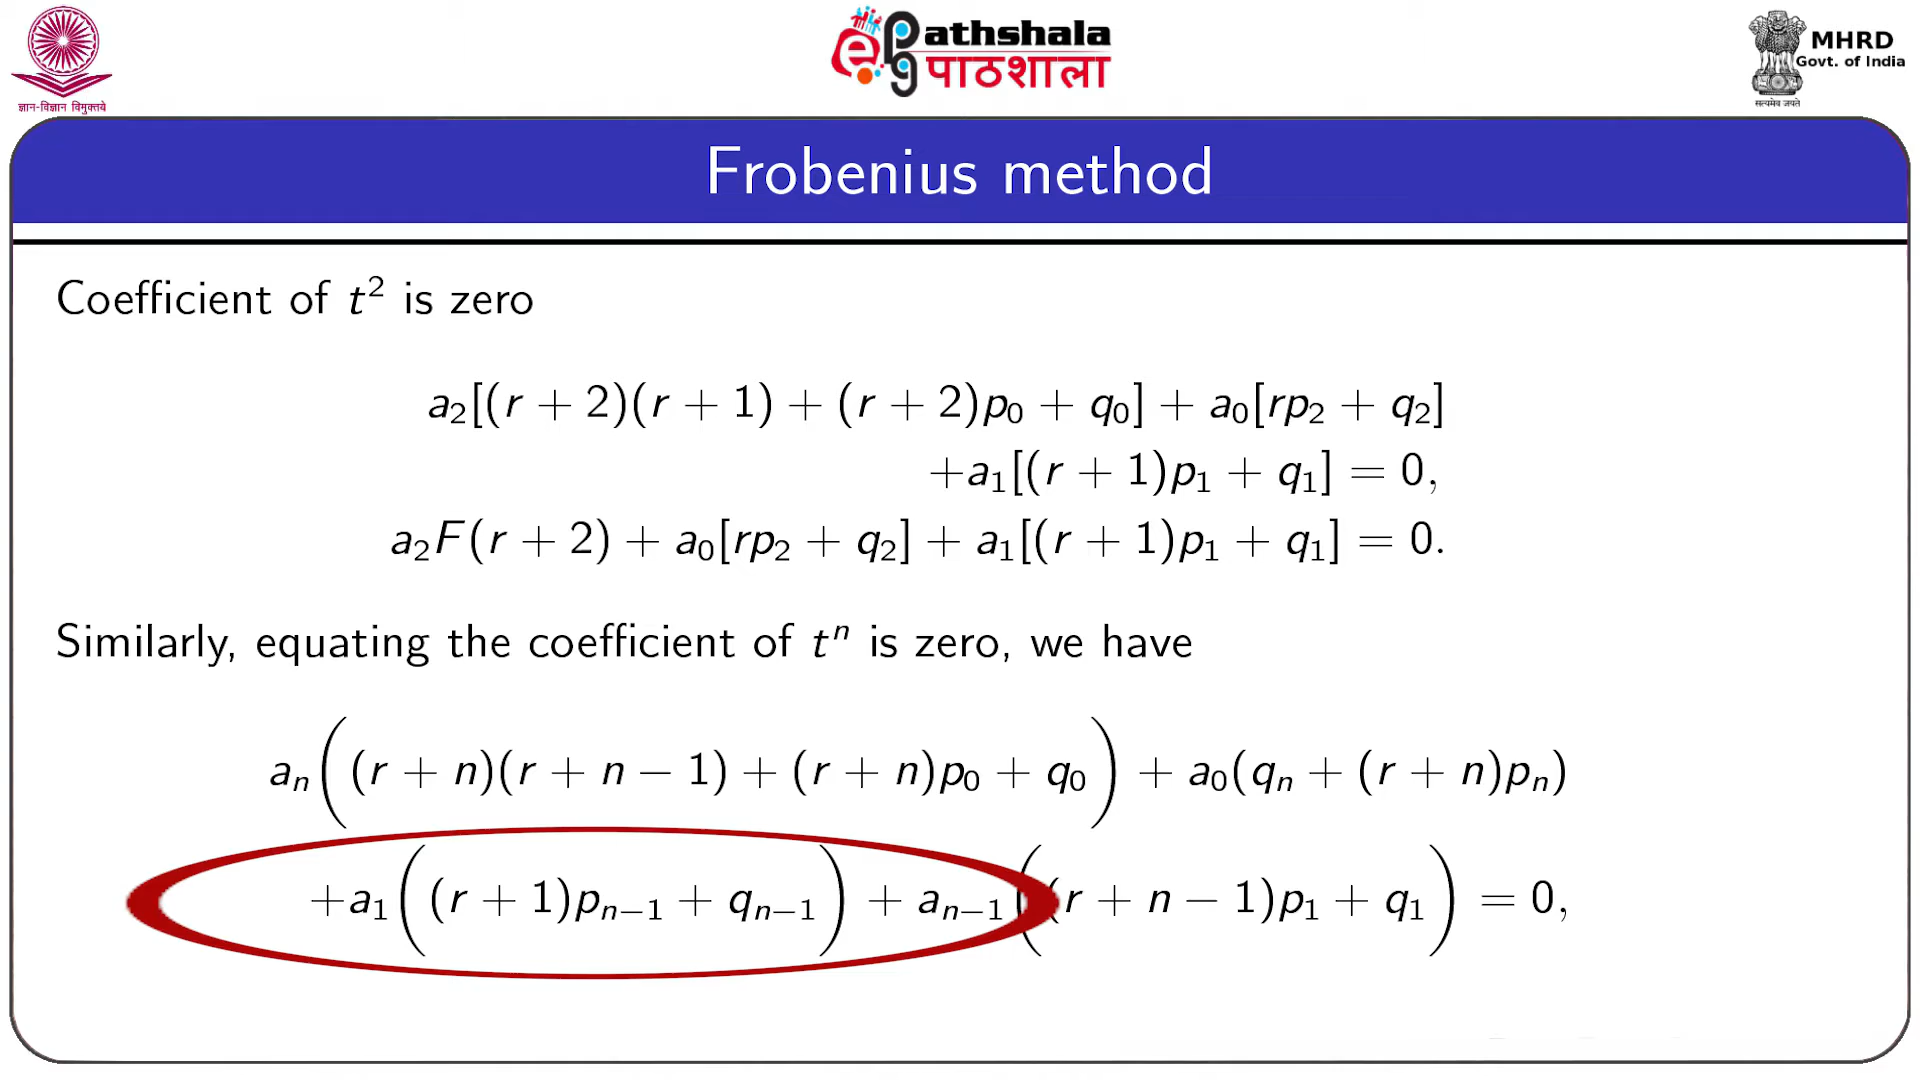 ज्ञान-विज्ञान विमुक्तये
ePG Pathshala
पाठशाला
MHRD
Govt. of India
सत्यमेव जयते
Frobenius method
Coefficient of t² is zero
a₂[(r + 2)(r + 1) + (r + 2)p₀ + q₀] + a₀[rp₂ + q₂]
+a₁[(r + 1)p₁ + q₁] = 0,
a₂F(r + 2) + a₀[rp₂ + q₂] + a₁[(r + 1)p₁ + q₁] = 0.
Similarly, equating the coefficient of tⁿ is zero, we have
aₙ((r + n)(r + n − 1) + (r + n)p₀ + q₀) + a₀(qₙ + (r + n)pₙ)
+a₁((r + 1)pₙ₋₁ + qₙ₋₁) + aₙ₋₁((r + n − 1)p₁ + q₁) = 0,